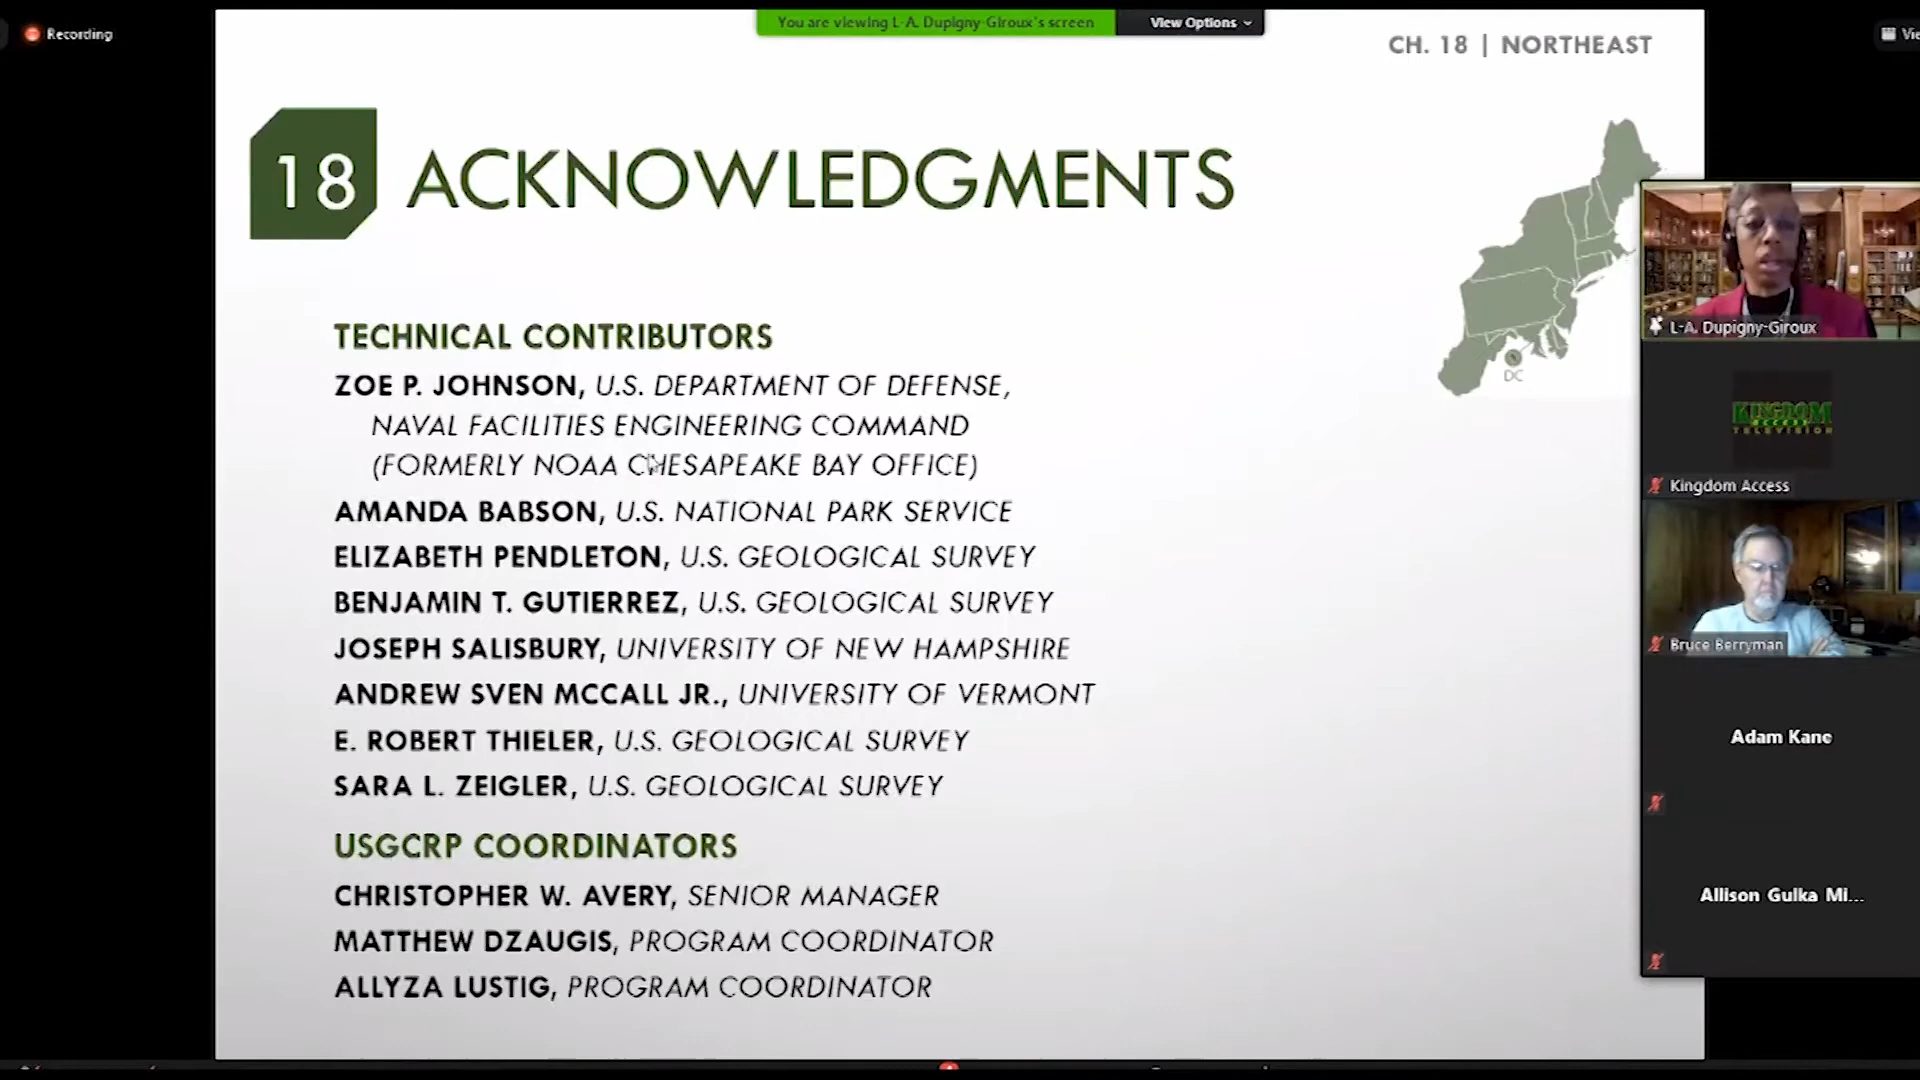 Recording
You are viewing L-A. Dupigny-Giroux's screen
View Options
CH. 18 | NORTHEAST
18
ACKNOWLEDGMENTS
DC
TECHNICAL CONTRIBUTORS
ZOE P. JOHNSON, U.S. DEPARTMENT OF DEFENSE,
NAVAL FACILITIES ENGINEERING COMMAND
(FORMERLY NOAA CHESAPEAKE BAY OFFICE)
AMANDA BABSON, U.S. NATIONAL PARK SERVICE
ELIZABETH PENDLETON, U.S. GEOLOGICAL SURVEY
BENJAMIN T. GUTIERREZ, U.S. GEOLOGICAL SURVEY
JOSEPH SALISBURY, UNIVERSITY OF NEW HAMPSHIRE
ANDREW SVEN MCCALL JR., UNIVERSITY OF VERMONT
E. ROBERT THIELER, U.S. GEOLOGICAL SURVEY
SARA L. ZEIGLER, U.S. GEOLOGICAL SURVEY
USGCRP COORDINATORS
CHRISTOPHER W. AVERY, SENIOR MANAGER
MATTHEW DZAUGIS, PROGRAM COORDINATOR
ALLYZA LUSTIG, PROGRAM COORDINATOR
L-A. Dupigny-Giroux
KINGDOM
ACCESS
TELEVISION
Kingdom Access
Bruce Berryman
Adam Kane
Allison Gulka Mi...